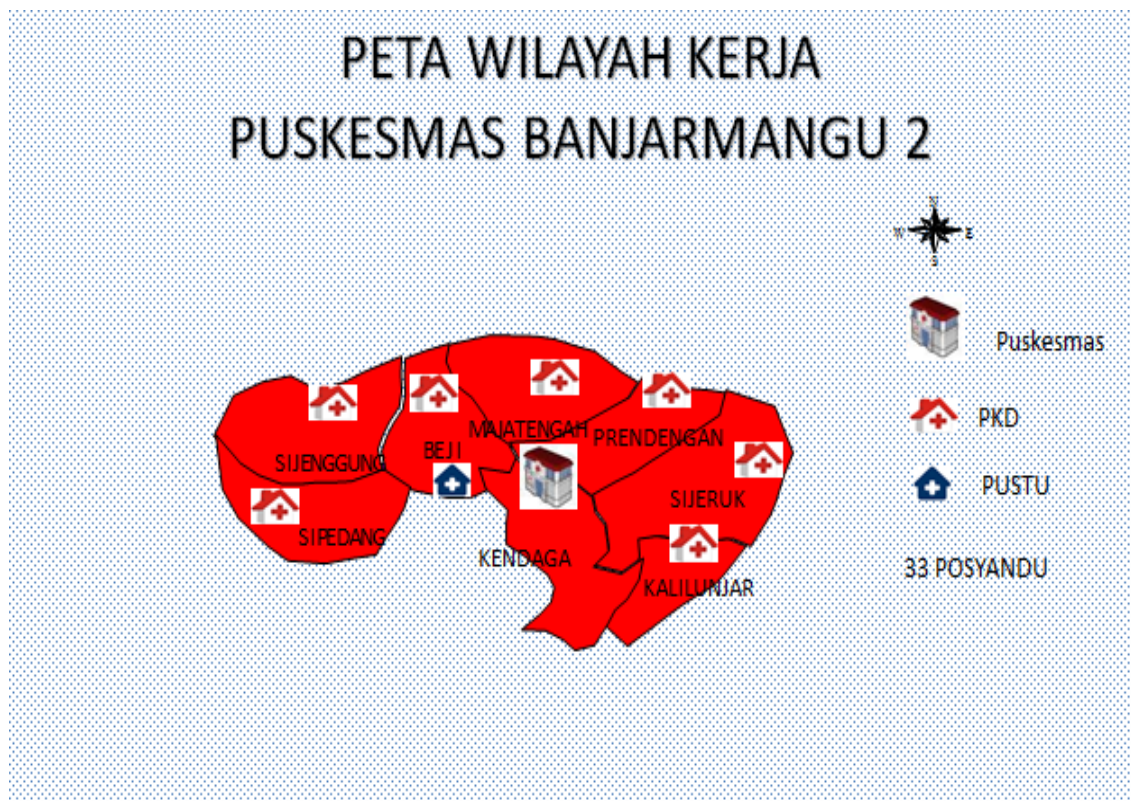 PETA WILAYAH KERJA
PUSKESMAS BANJARMANGU 2
N
W E
S
Puskesmas
PKD
PUSTU
33 POSYANDU
MAJATENGAH
PRENDENGAN
BEJI
SIJENGGUNG
SIJERUK
SIPEDANG
KENDAGA
KALILUNJAR